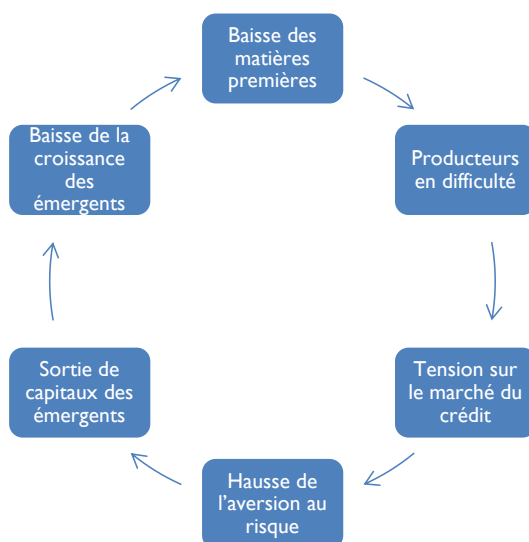 Baisse des
matières
premières
Producteurs
en difficulté
Tension sur
le marché du
crédit
Hausse de
l'aversion au
risque
Sortie de
capitaux des
émergents
Baisse de la
croissance
des
émergents